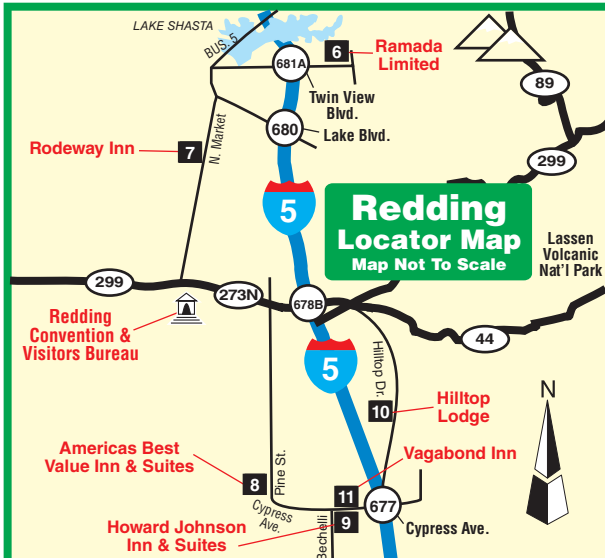 LAKE SHASTA
BUS. 5
6
Ramada
Limited
681A
Twin View
Blvd.
89
680
Lake Blvd.
N. Market
7
Rodeway Inn
299
5
Redding
Locator Map
Map Not To Scale
Lassen
Volcanic
Nat'l Park
299
273N
678B
Redding
Convention &
Visitors Bureau
44
5
Hilltop Dr.
N
10
Hilltop
Lodge
Americas Best
Value Inn & Suites
8
Pine St.
Vagabond Inn
11
Cypress
Ave.
677
Cypress Ave.
Howard Johnson
Inn & Suites
9
Bechelli